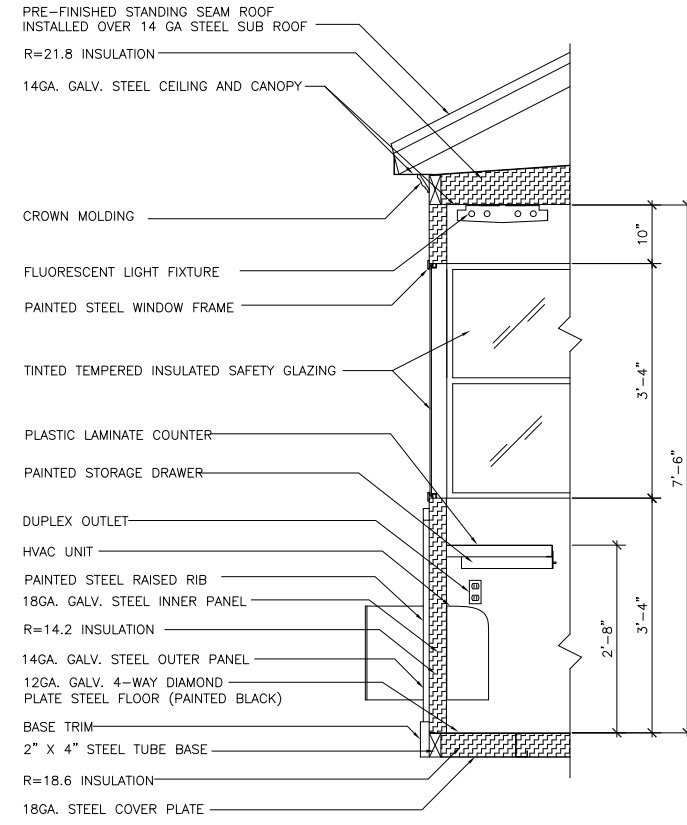 PRE-FINISHED STANDING SEAM ROOF
INSTALLED OVER 14 GA STEEL SUB ROOF
R=21.8 INSULATION
14GA. GALV. STEEL CEILING AND CANOPY
CROWN MOLDING
FLUORESCENT LIGHT FIXTURE
PAINTED STEEL WINDOW FRAME
TINTED TEMPERED INSULATED SAFETY GLAZING
PLASTIC LAMINATE COUNTER
PAINTED STORAGE DRAWER
DUPLEX OUTLET
HVAC UNIT
PAINTED STEEL RAISED RIB
18GA. GALV. STEEL INNER PANEL
R=14.2 INSULATION
14GA. GALV. STEEL OUTER PANEL
12GA. GALV. 4-WAY DIAMOND
PLATE STEEL FLOOR (PAINTED BLACK)
BASE TRIM
2" X 4" STEEL TUBE BASE
R=18.6 INSULATION
18GA. STEEL COVER PLATE
10"
3'-4"
7'-6"
2'-8"
3'-4"